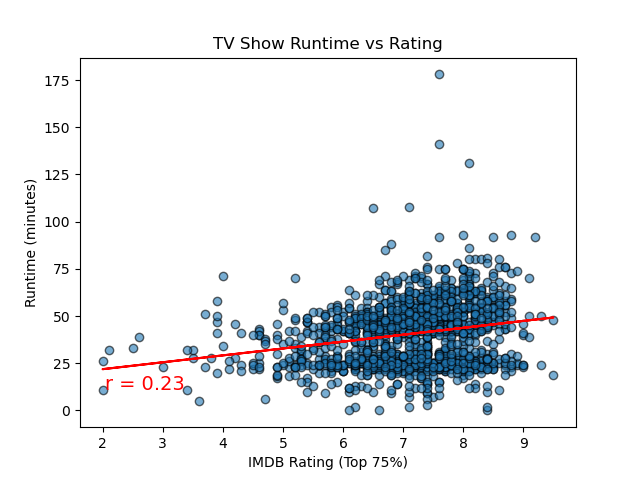 TV Show Runtime vs Rating
Runtime (minutes)
175
150
125
100
75
50
25
0
r = 0.23
2 3 4 5 6 7 8 9
IMDB Rating (Top 75%)